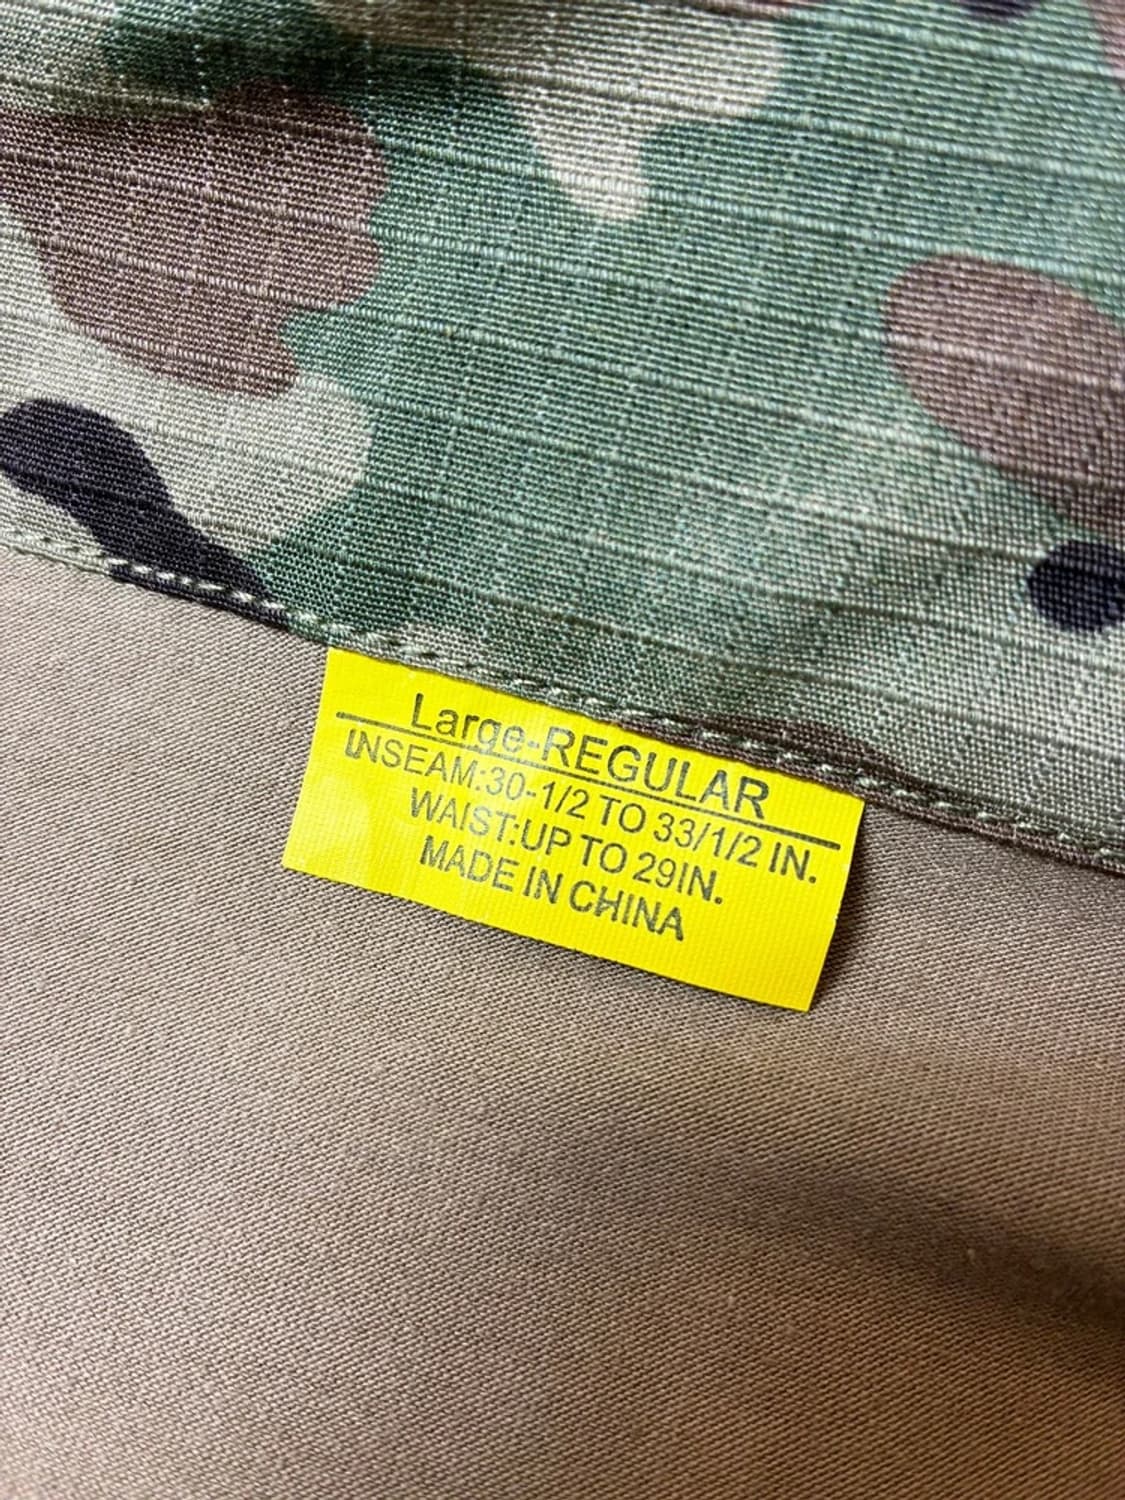 Large-REGULAR
INSEAM:30-1/2 TO 33/1/2 IN.
WAIST:UP TO 29IN.
MADE IN CHINA